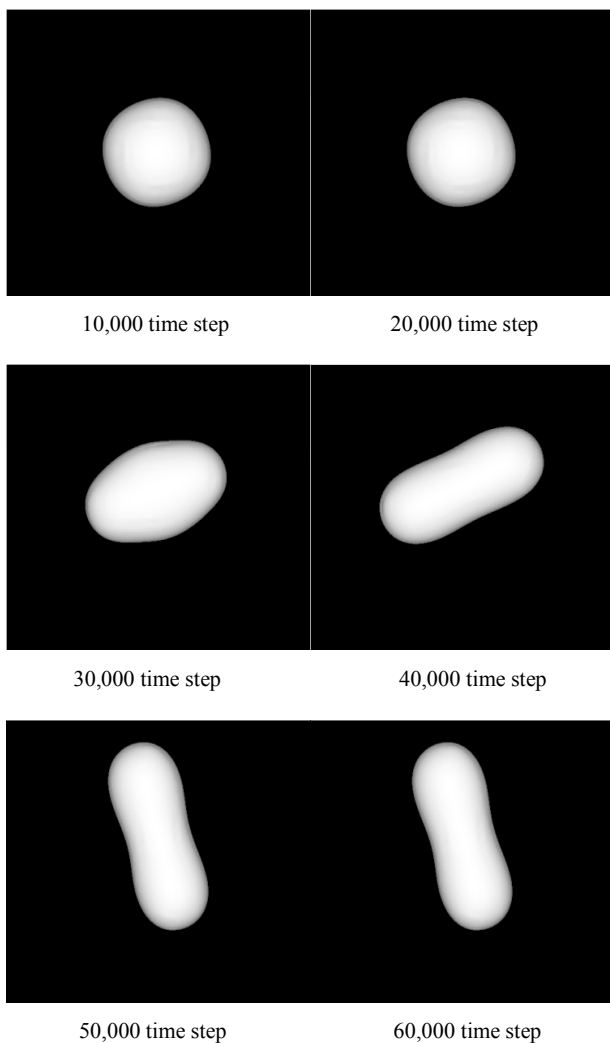 10,000 time step
20,000 time step
30,000 time step
40,000 time step
50,000 time step
60,000 time step